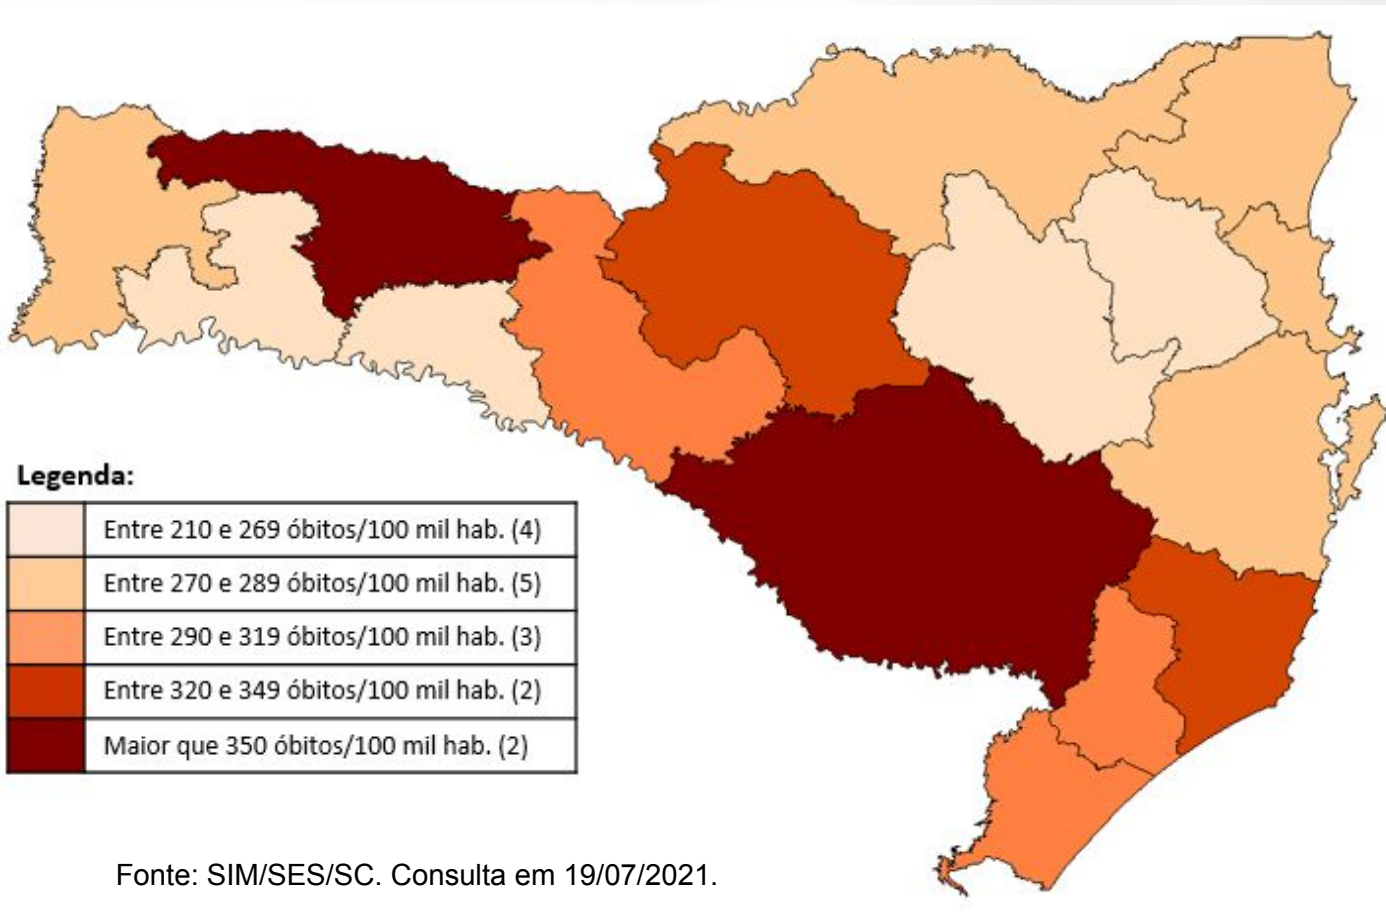 Legenda:
Entre 210 e 269 óbitos/100 mil hab. (4)
Entre 270 e 289 óbitos/100 mil hab. (5)
Entre 290 e 319 óbitos/100 mil hab. (3)
Entre 320 e 349 óbitos/100 mil hab. (2)
Maior que 350 óbitos/100 mil hab. (2)
Fonte: SIM/SES/SC. Consulta em 19/07/2021.